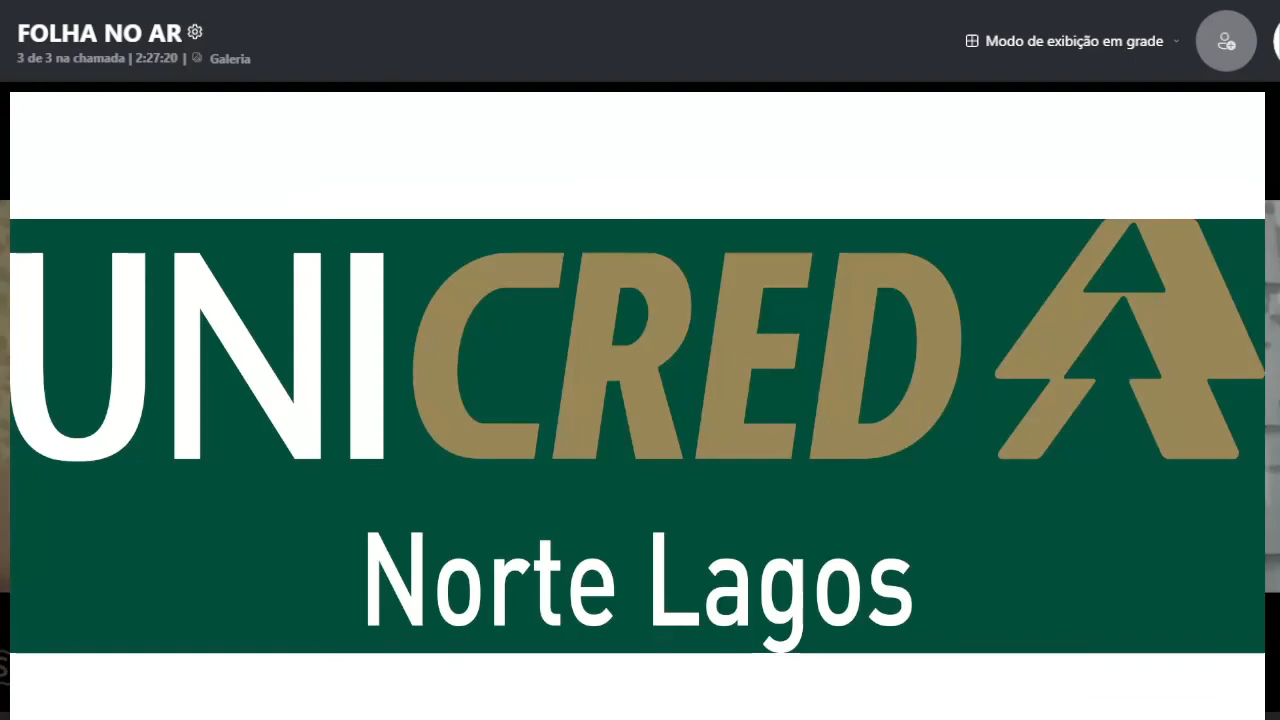 FOLHA NO AR
3 de 3 na chamada | 2:27:20 | Galeria
Modo de exibição em grade
UNICRED
Norte Lagos